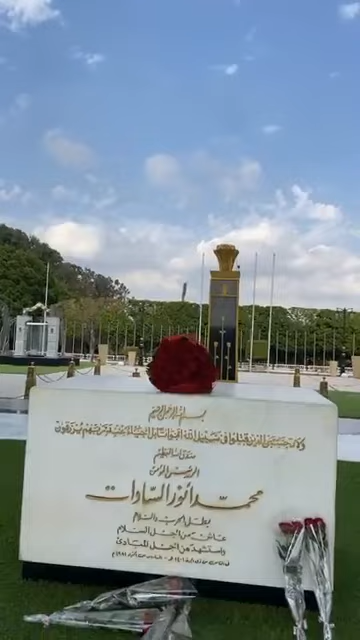 بسم الله الرحمن الرحيم
ولا تحسبن الذين قتلوا في سبيل الله أمواتا بل أحياء عند ربهم يرزقون
صدق الله العظيم
الرئيس المؤمن
محمد أنور السادات
بطل الحرب والسلام
عاش من أجل السلام
واستشهد من أجل المبادئ